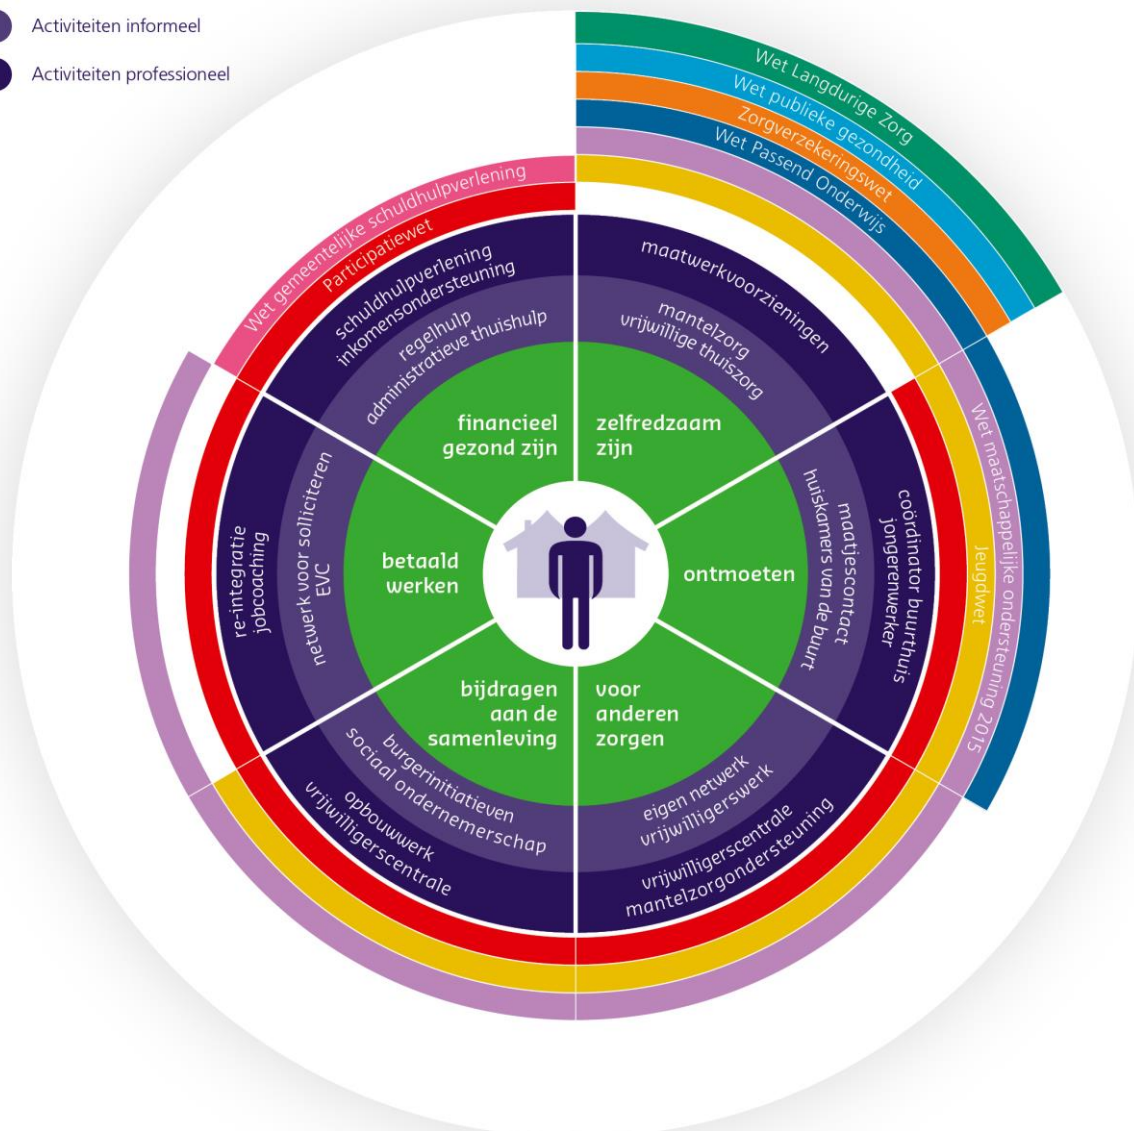 Activiteiten informeel
Activiteiten professioneel
Wet Langdurige Zorg
Wet publieke gezondheid
Zorgverzekeringswet
Wet Passend Onderwijs
Wet gemeentelijke schuldhulpverlening
Participatiewet
schuldhulpverlening
inkomensondersteuning
regelhulp
administratieve thuishulp
financieel
gezond zijn
maatwerkvoorzieningen
mantelzorg
vrijwillige thuiszorg
zelfredzaam
zijn
Wet maatschappelijke ondersteuning 2015
Jeugdwet
coördinator buurthuis
jongerenwerker
maatjescontact
huiskamers van de buurt
ontmoeten
voor
anderen
zorgen
eigen netwerk
vrijwilligerswerk
vrijwilligerscentrale
mantelzorgondersteuning
bijdragen
aan de
samenleving
burgerinitiatieven
sociaal ondernemerschap
opbouwwerk
vrijwilligerscentrale
betaald
werken
netwerk voor solliciteren
EVC
re-integratie
jobcoaching